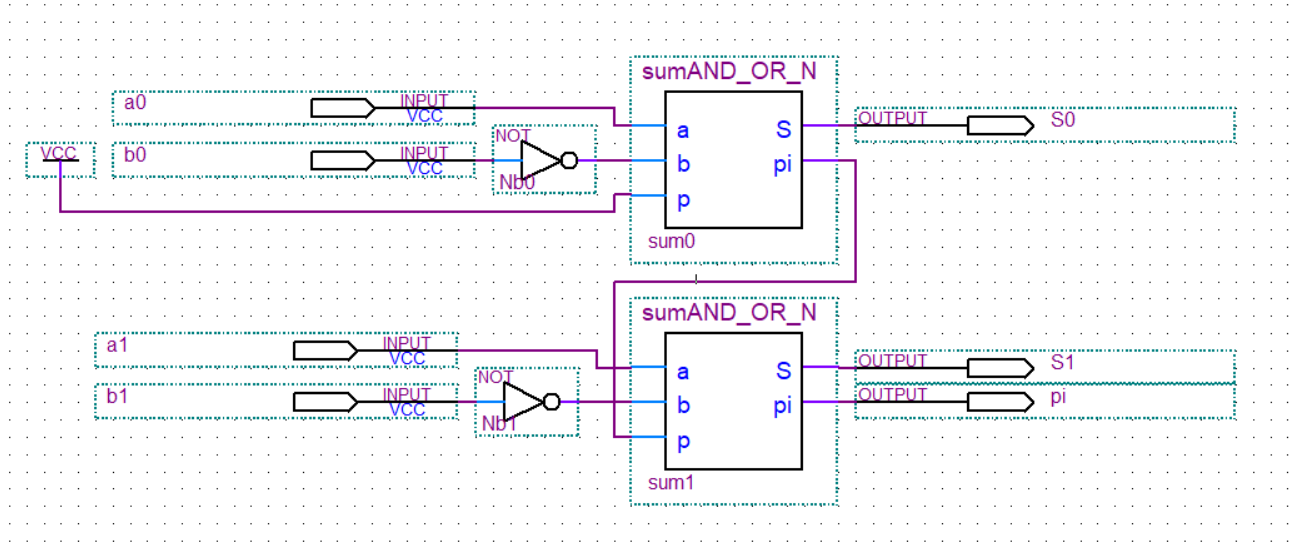 sumAND_OR_N
a0 INPUT VCC
a S OUTPUT S0
VCC b0 INPUT VCC NOT Nb0
b pi
p
sum0
sumAND_OR_N
a1 INPUT VCC
a S OUTPUT S1
b1 INPUT VCC NOT Nb1
b pi OUTPUT pi
p
sum1